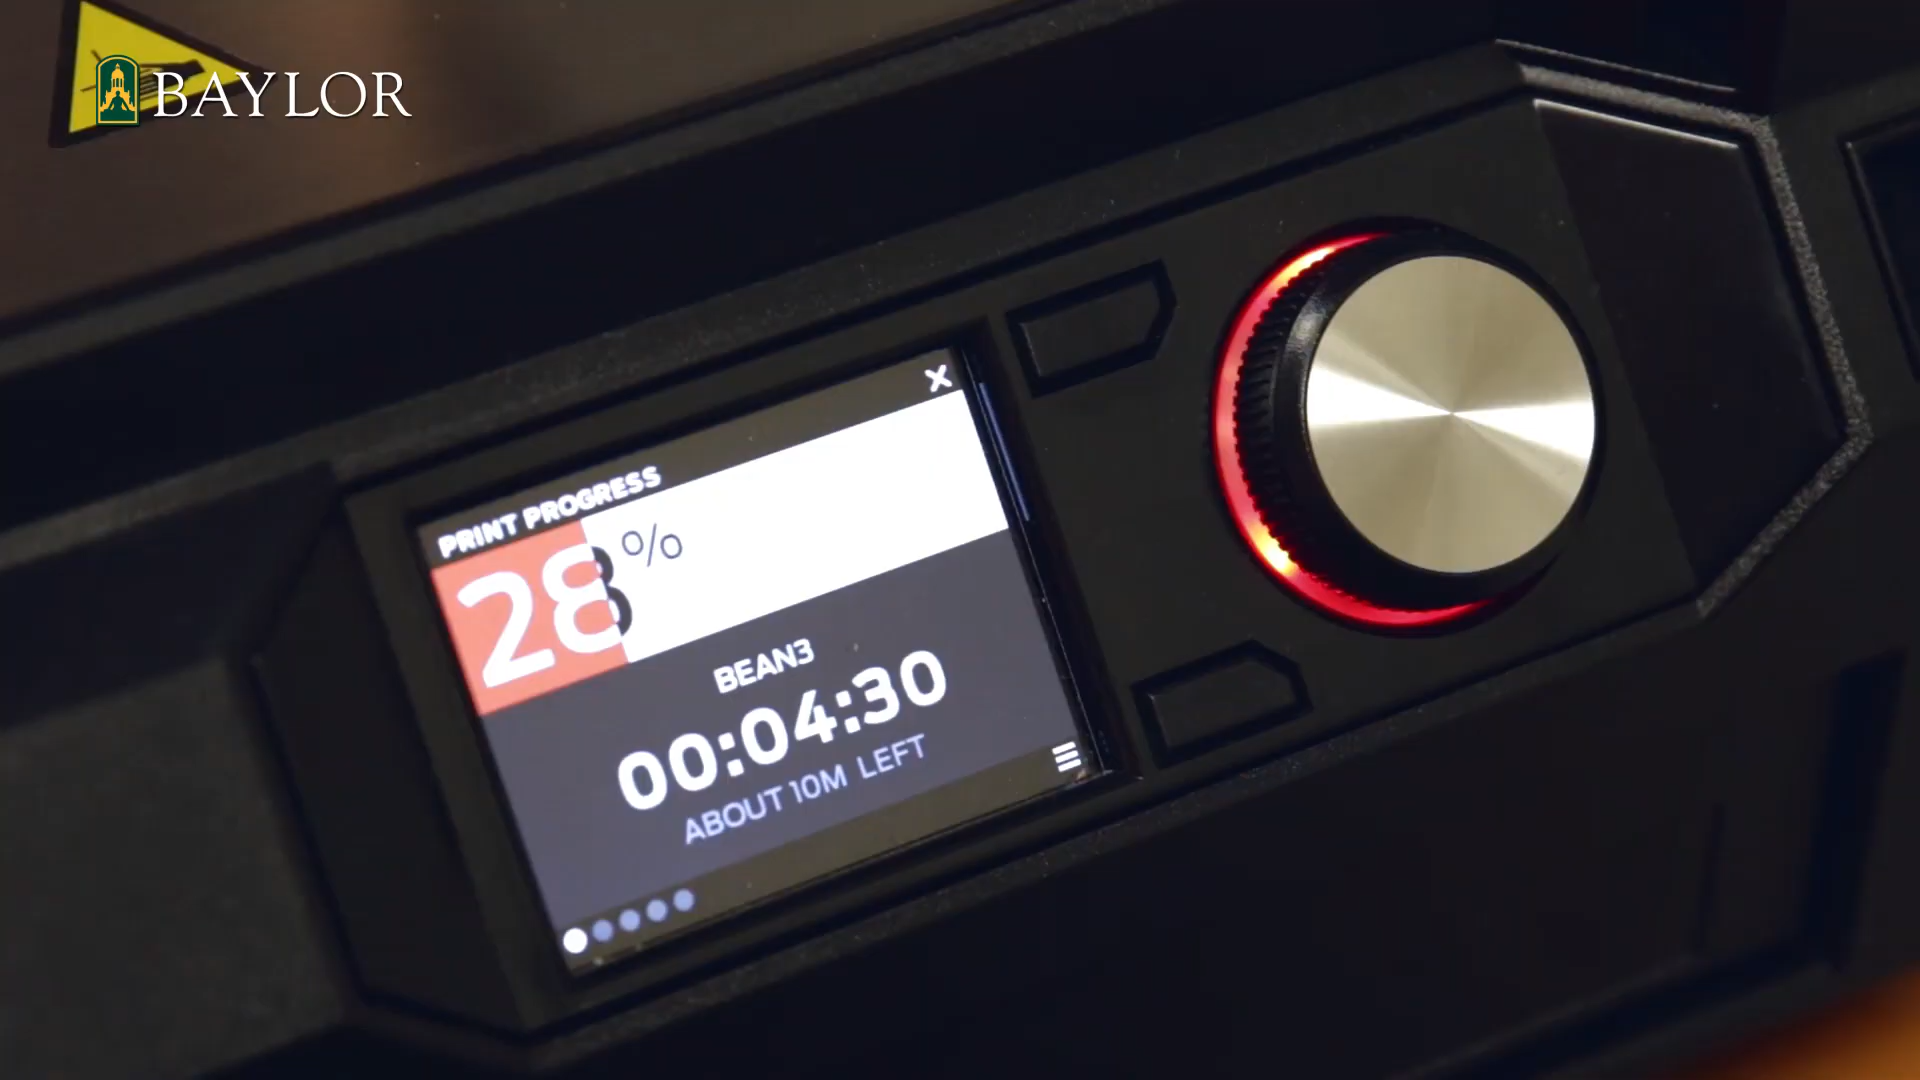 BAYLOR
PRINT PROGRESS
28%
BEAN3
00:04:30
ABOUT 10M LEFT